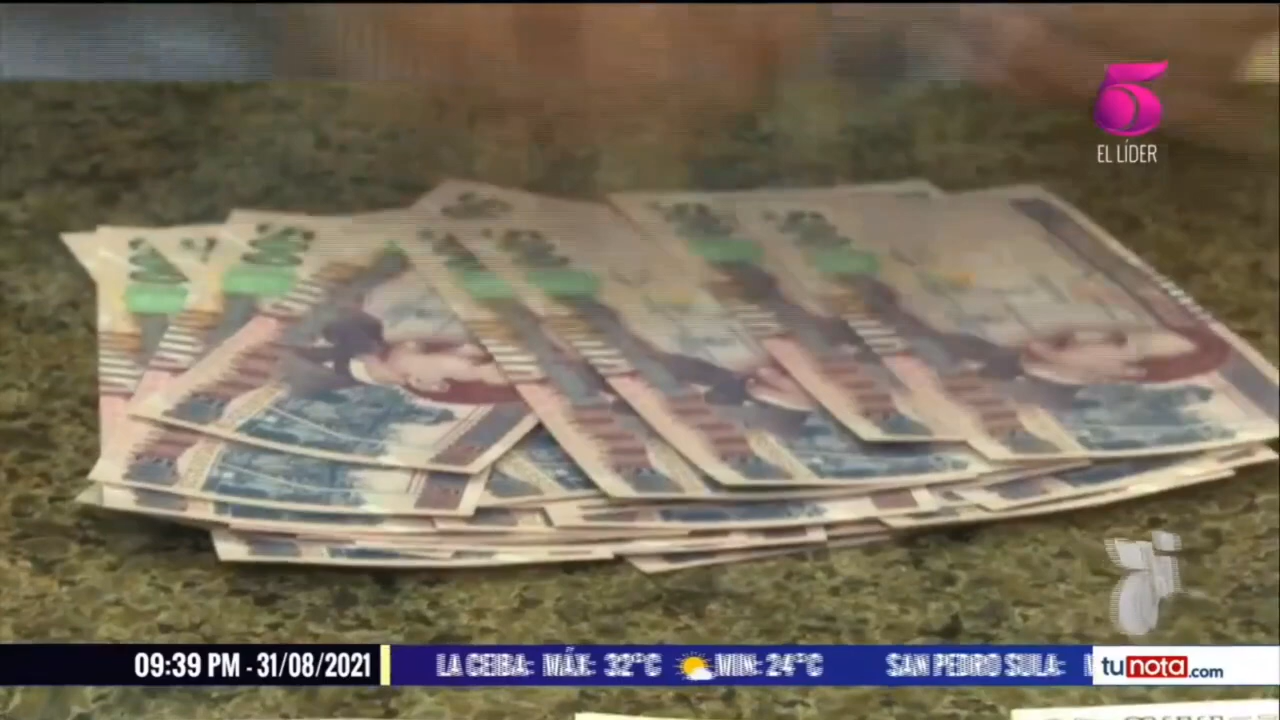 5
EL LÍDER
09:39 PM - 31/08/2021
LA CEIBA: MÁX: 32°C MIN: 24°C SAN PEDRO SULA:
tunota.com